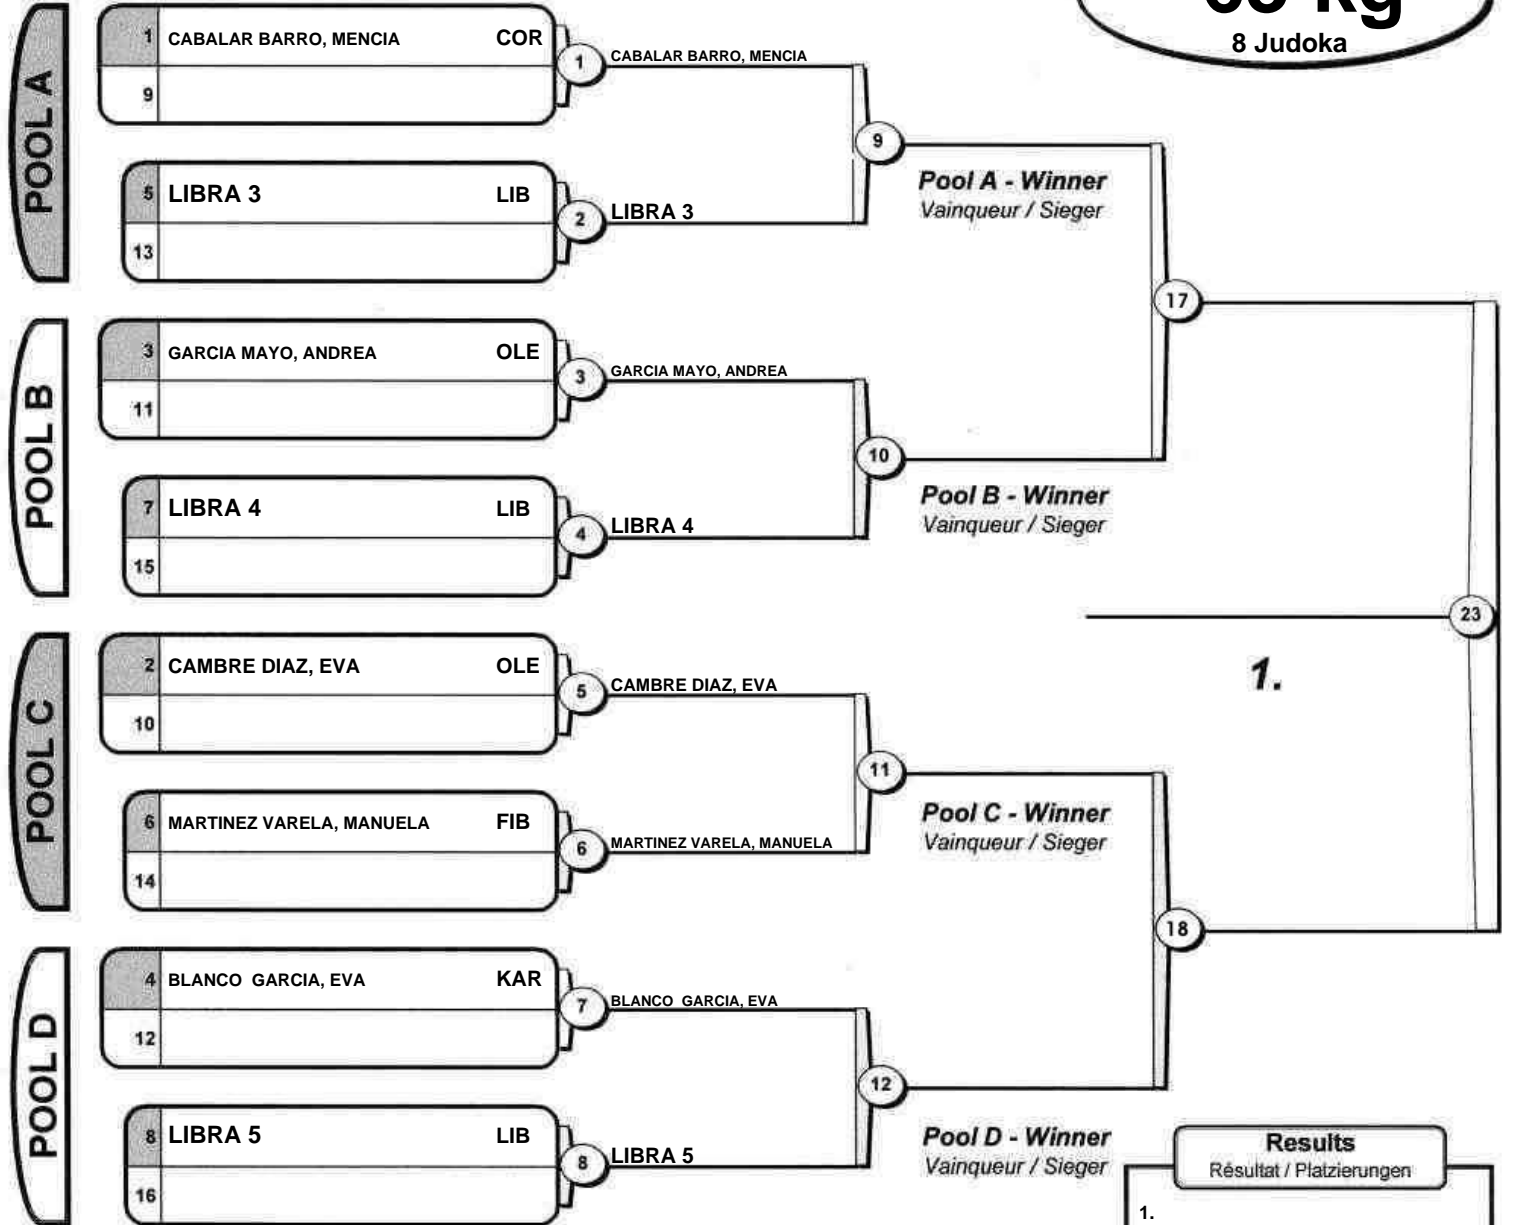 kg
8 Judoka
POOL A
1 CABALAR BARRO, MENCIA COR
9
1 CABALAR BARRO, MENCIA
5 LIBRA 3 LIB
13
2 LIBRA 3
9
Pool A - Winner
Vainqueur / Sieger
POOL B
3 GARCIA MAYO, ANDREA OLE
11
3 GARCIA MAYO, ANDREA
7 LIBRA 4 LIB
15
4 LIBRA 4
10
Pool B - Winner
Vainqueur / Sieger
17
POOL C
2 CAMBRE DIAZ, EVA OLE
10
5 CAMBRE DIAZ, EVA
6 MARTINEZ VARELA, MANUELA FIB
14
6 MARTINEZ VARELA, MANUELA
11
Pool C - Winner
Vainqueur / Sieger
23
1.
POOL D
4 BLANCO GARCIA, EVA KAR
12
7 BLANCO GARCIA, EVA
8 LIBRA 5 LIB
16
8 LIBRA 5
12
Pool D - Winner
Vainqueur / Sieger
18
Results
Résultat / Platzierungen
1.